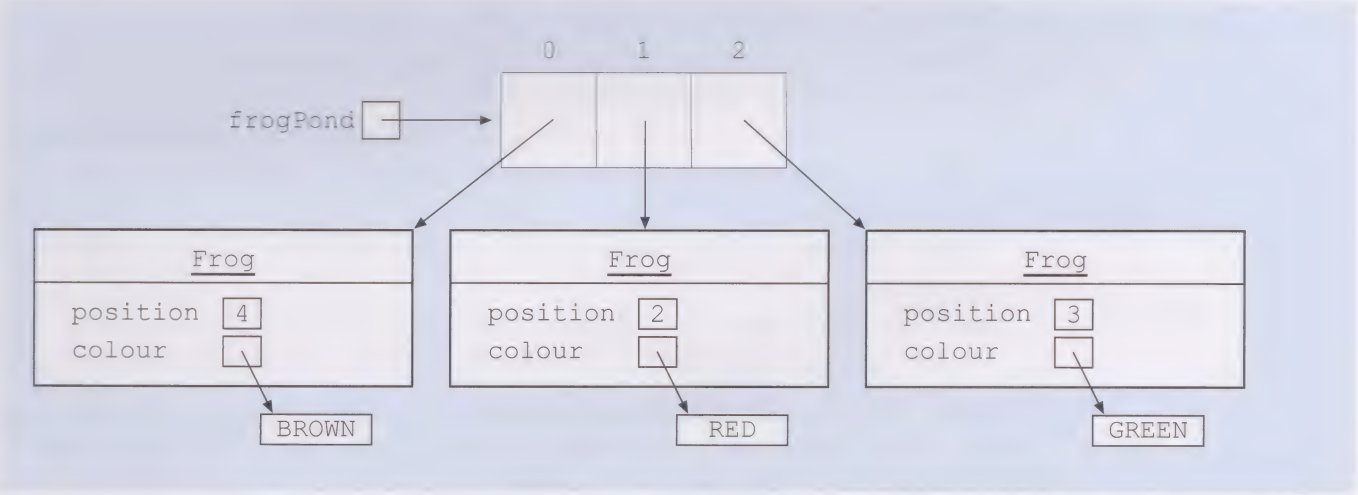 0 1 2
frogPond
Frog Frog Frog
position 4 position 2 position 3
colour colour colour
BROWN RED GREEN